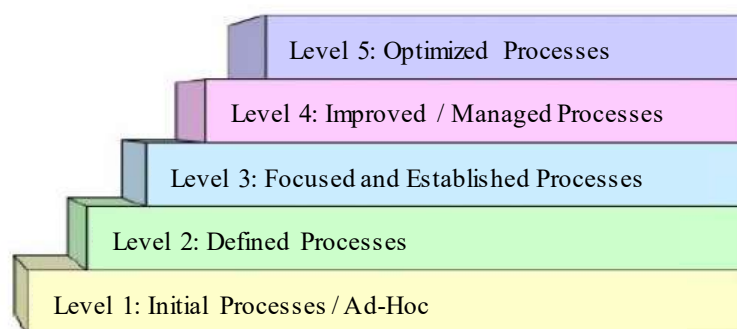 Level 5: Optimized Processes
Level 4: Improved / Managed Processes
Level 3: Focused and Established Processes
Level 2: Defined Processes
Level 1: Initial Processes / Ad-Hoc